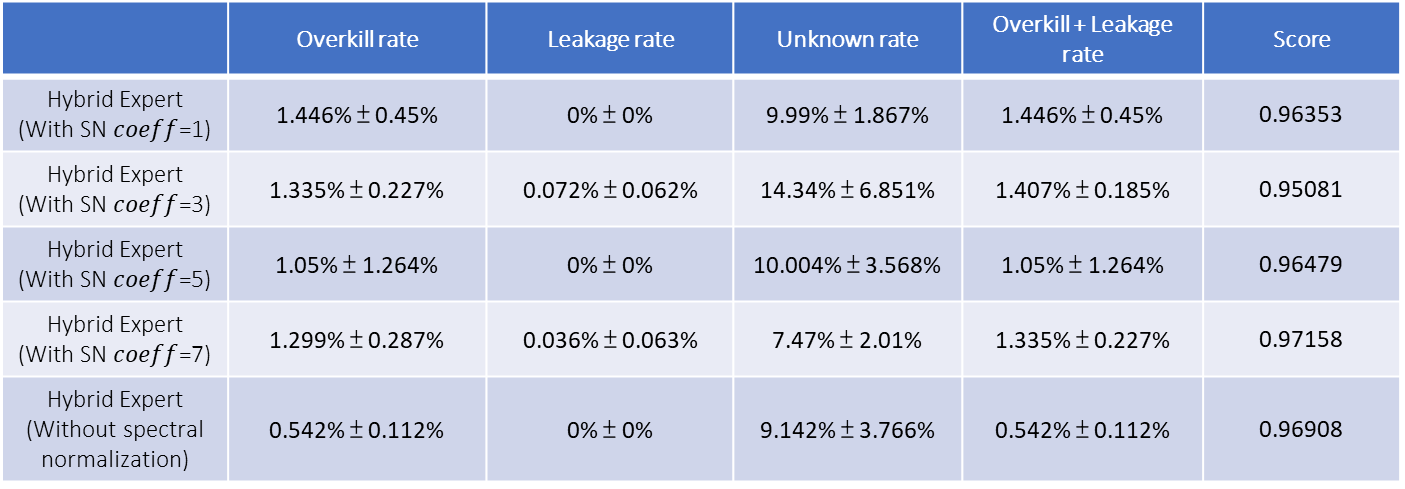 Overkill rate
Leakage rate
Unknown rate
Overkill + Leakage
rate
Score
Hybrid Expert
(With SN coeff=1)
1.446% ± 0.45%
0% ± 0%
9.99% ± 1.867%
1.446% ± 0.45%
0.96353
Hybrid Expert
(With SN coeff=3)
1.335% ± 0.227%
0.072% ± 0.062%
14.34% ± 6.851%
1.407% ± 0.185%
0.95081
Hybrid Expert
(With SN coeff=5)
1.05% ± 1.264%
0% ± 0%
10.004% ± 3.568%
1.05% ± 1.264%
0.96479
Hybrid Expert
(With SN coeff=7)
1.299% ± 0.287%
0.036% ± 0.063%
7.47% ± 2.01%
1.335% ± 0.227%
0.97158
Hybrid Expert
(Without spectral
normalization)
0.542% ± 0.112%
0% ± 0%
9.142% ± 3.766%
0.542% ± 0.112%
0.96908